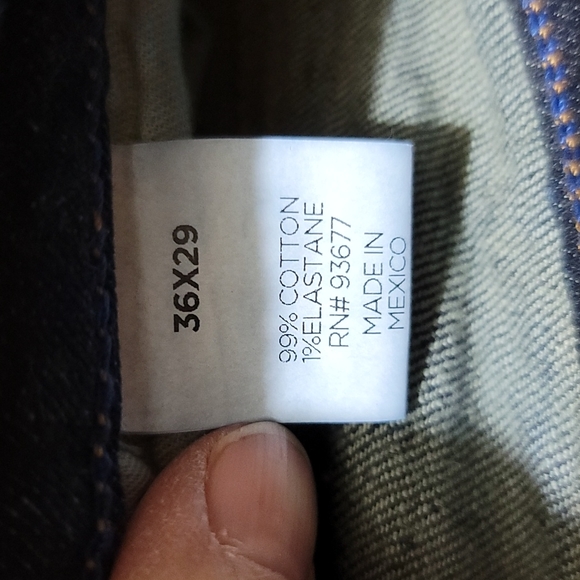 36X29
99% COTTON
1%ELASTANE
RN# 93677
MADE IN
MEXICO